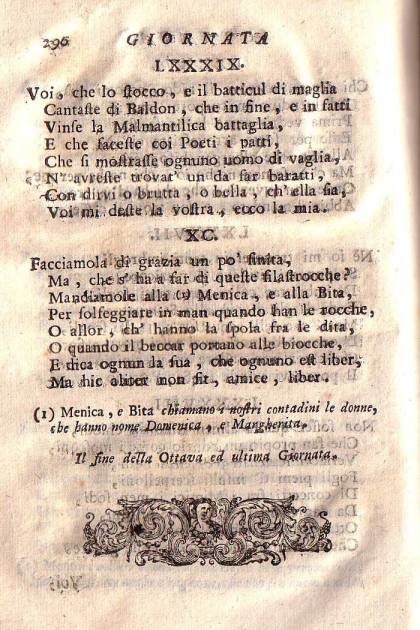 296 GIORNATA
LXXXIX.
Voi, che lo stocco, e il batticul di maglia
Cantaste di Baldon, che in fine, e in fatti
Vinse la Malmantilica battaglia,
E che faceste coi Poeti i patti,
Che si mostrasse ognuno uomo di vaglia,
N' avreste trovat' un da far baratti,
Con dirvi o brutta, o bella, ch' ella sia,
Voi mi deste la vostra, ecco la mia.
XC.
Facciamola di grazia un po' finita,
Ma, che s' ha a far di queste filastrocche?
Mandiamole alla (1) Menica, e alla Bita,
Per solfeggiare in man quando han le rocche,
O allor, ch' hanno la spola fra le dita,
O quando il beccar portano alle biocche,
E dica ognun la sua, che ognuno est liber,
Ma hic aliter non fit, amice, liber.
(1) Menica, e Bita chiamano i nostri contadini le donne,
che hanno nome Domenica, e Margherita.
Il fine della Ottava ed ultima Giornata.